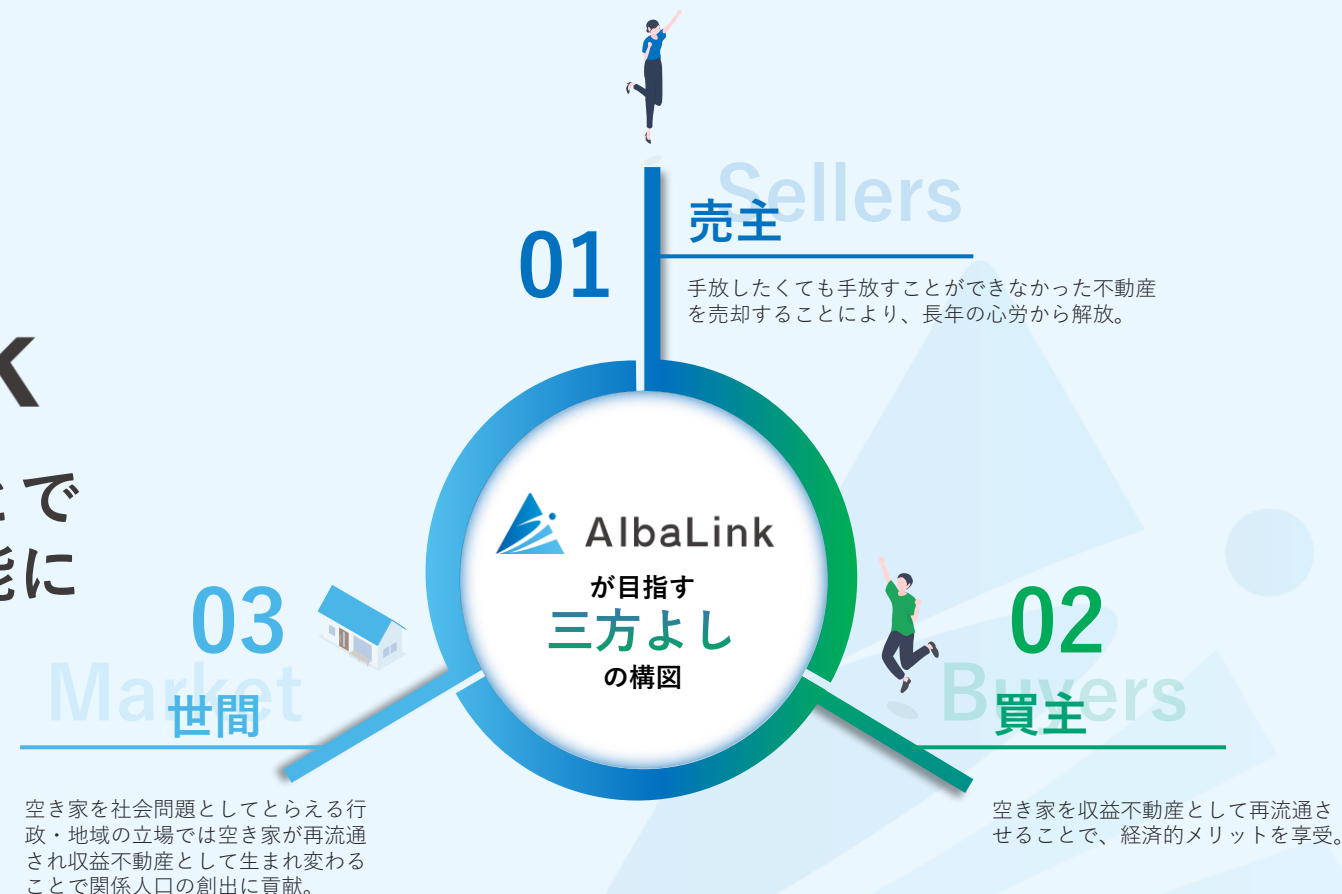 Sellers
01
売主
手放したくても手放すことができなかった不動産
を売却することにより、長年の心労から解放。
k
とで
能に
AlbaLink
が目指す
三方よし
の構図
03
Market
世間
空き家を社会問題としてとらえる行
政・地域の立場では空き家が再流通
され収益不動産として生まれ変わる
ことで関係人口の創出に貢献。
02
Buyers
買主
空き家を収益不動産として再流通さ
せることで、経済的メリットを享受。